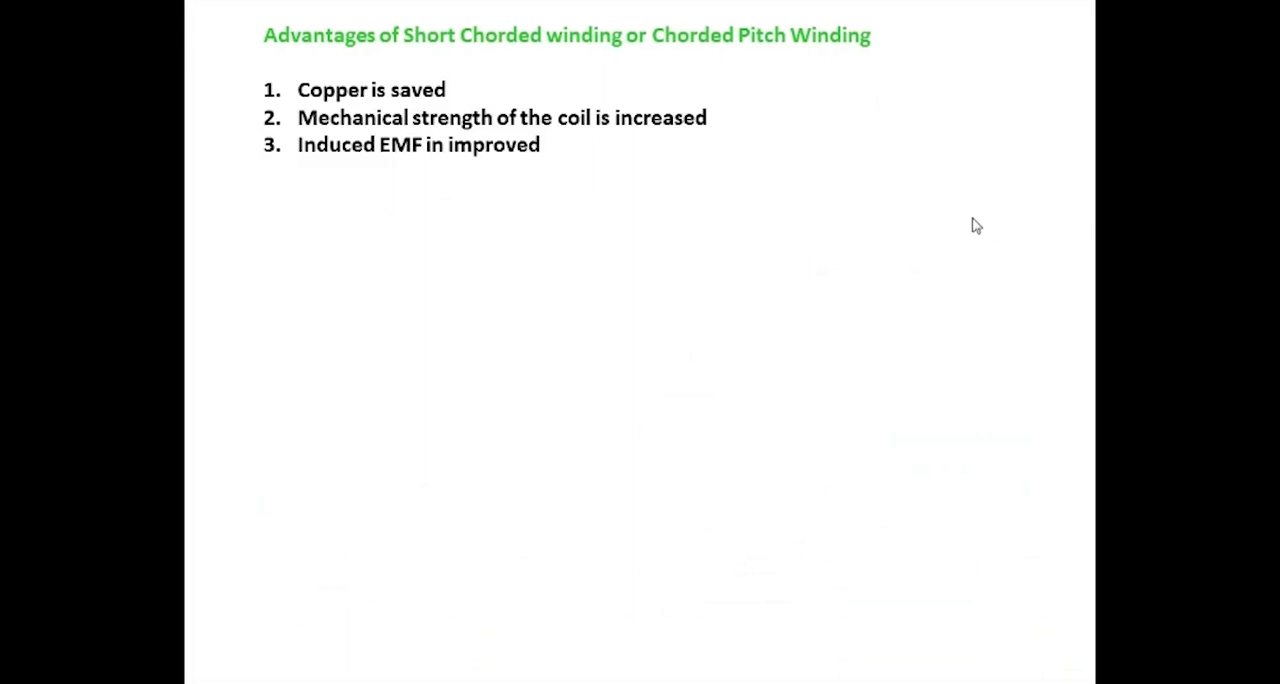 Advantages of Short Chorded winding or Chorded Pitch Winding
1. Copper is saved
2. Mechanical strength of the coil is increased
3. Induced EMF in improved